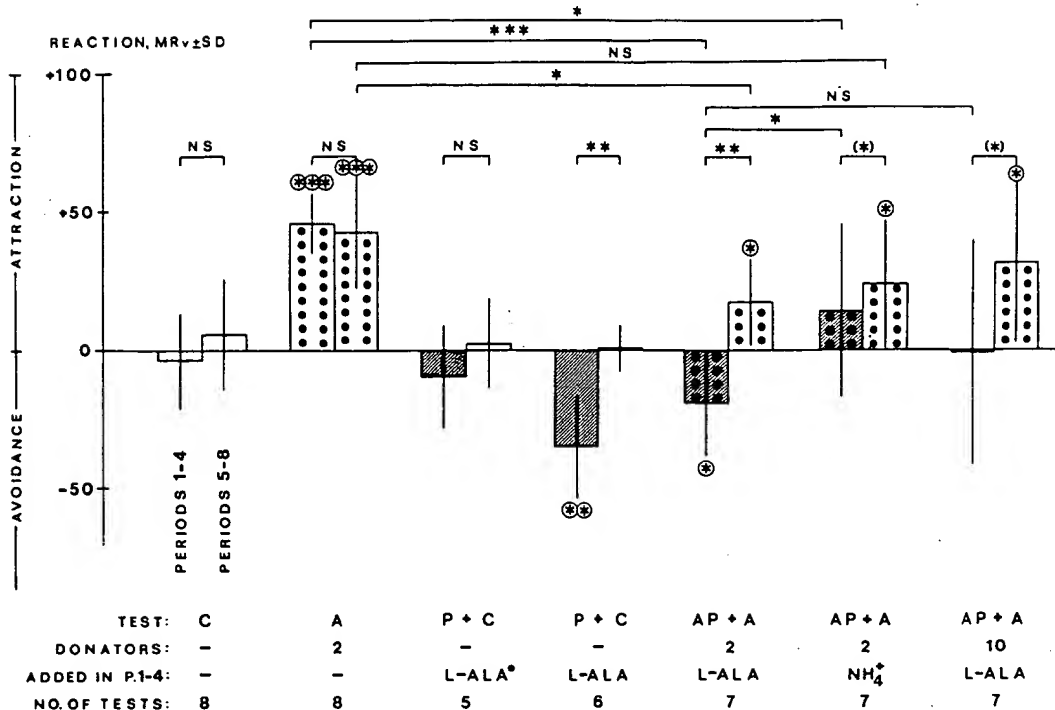 REACTION, MRv±SD
*
***
NS
*
NS
*
NS
NS
NS
**
**
(*)
(*)
+100
+50
0
-50
ATTRACTION
AVOIDANCE
PERIODS 1-4
PERIODS 5-8
TEST: C A P + C P + C AP + A AP + A AP + A
DONATORS: - 2 - - 2 2 10
ADDED IN P.1-4: - - L-ALA• L-ALA L-ALA NH4+ L-ALA
NO. OF TESTS: 8 8 5 6 7 7 7